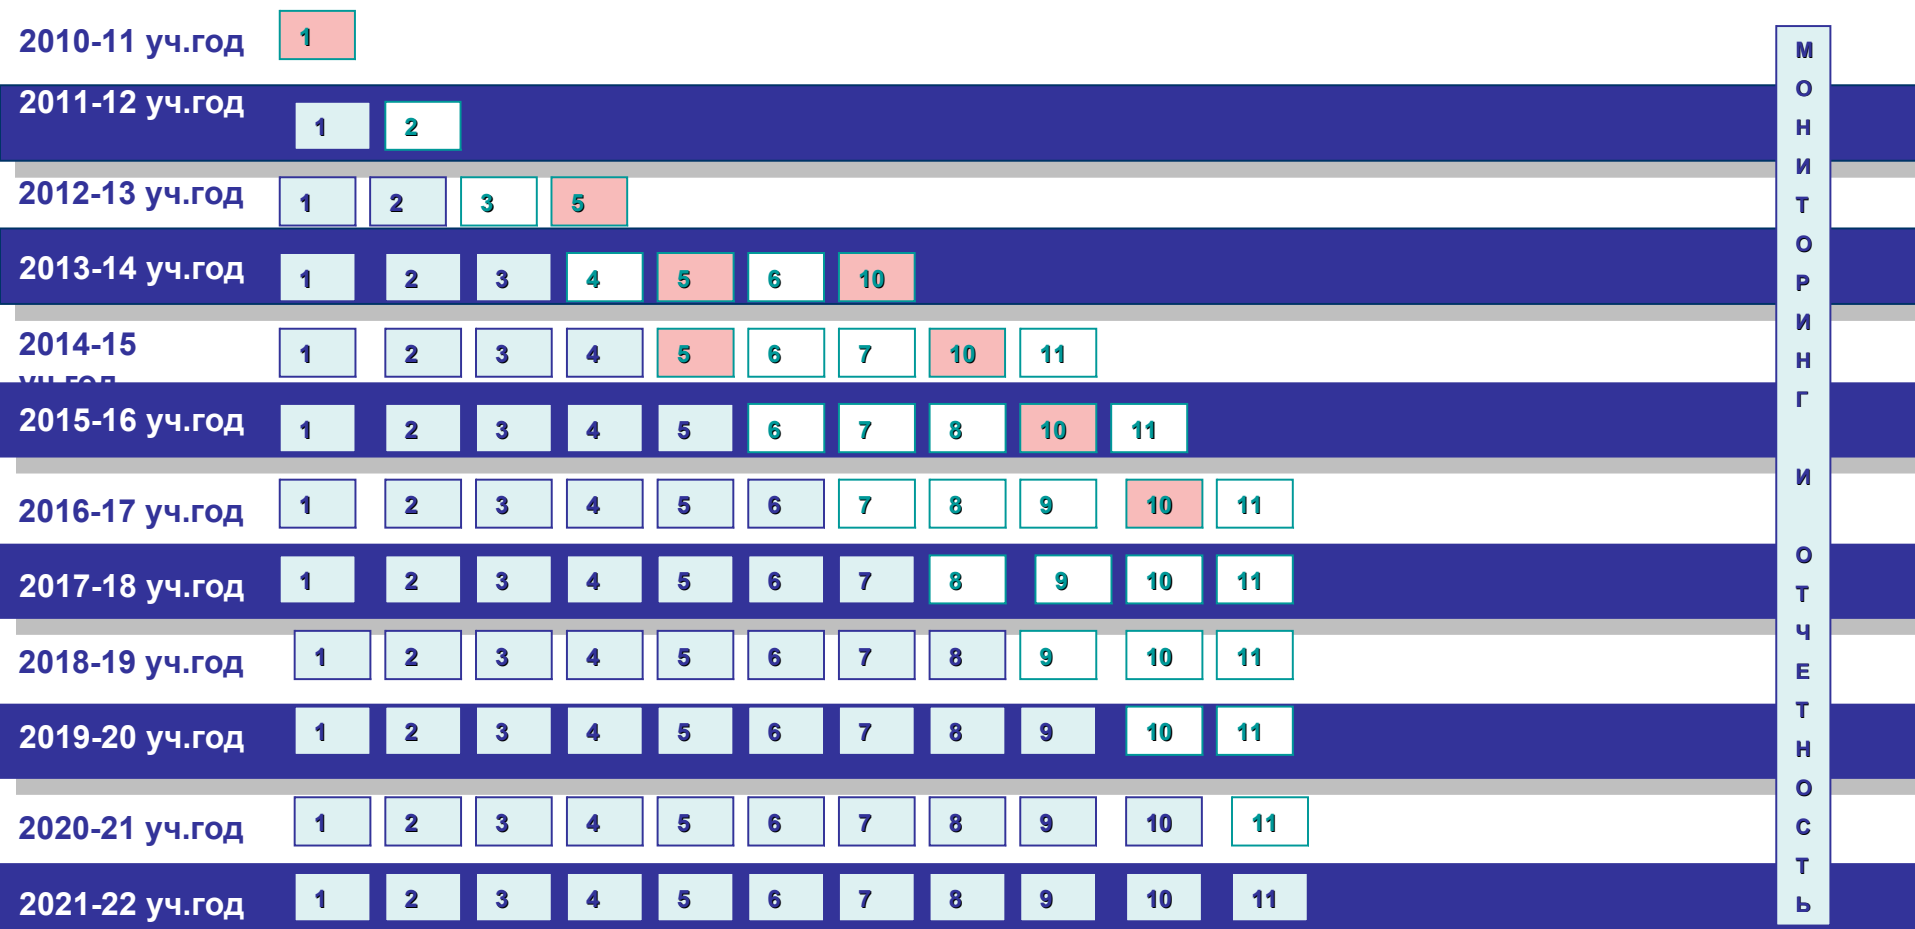 2010-11 уч.год 1
2011-12 уч.год 1 2
2012-13 уч.год 1 2 3 5
2013-14 уч.год 1 2 3 4 5 6 10
2014-15
уч.год
1 2 3 4 5 6 7 10 11
2015-16 уч.год 1 2 3 4 5 6 7 8 10 11
2016-17 уч.год 1 2 3 4 5 6 7 8 9 10 11
2017-18 уч.год 1 2 3 4 5 6 7 8 9 10 11
2018-19 уч.год 1 2 3 4 5 6 7 8 9 10 11
2019-20 уч.год 1 2 3 4 5 6 7 8 9 10 11
2020-21 уч.год 1 2 3 4 5 6 7 8 9 10 11
2021-22 уч.год 1 2 3 4 5 6 7 8 9 10 11
МОНИТОРИНГ И ОТЧЕТНОСТЬ